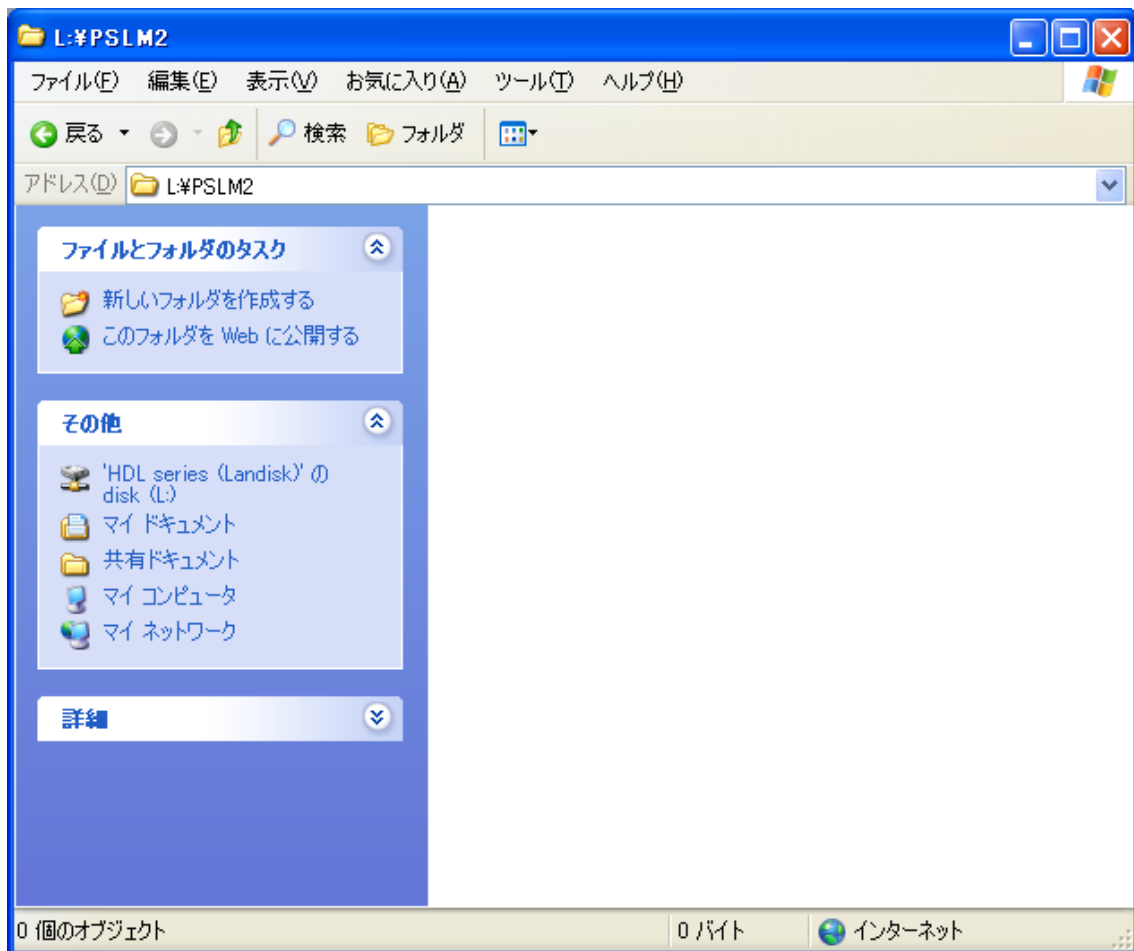 L:¥PSLM2
ファイル(F) 編集(E) 表示(V) お気に入り(A) ツール(T) ヘルプ(H)
戻る 検索 フォルダ
アドレス(D) L:¥PSLM2
ファイルとフォルダのタスク
新しいフォルダを作成する
このフォルダを Web に公開する
その他
'HDL series (Landisk)' の
disk (L:)
マイ ドキュメント
共有ドキュメント
マイ コンピュータ
マイ ネットワーク
詳細
0 個のオブジェクト 0 バイト インターネット